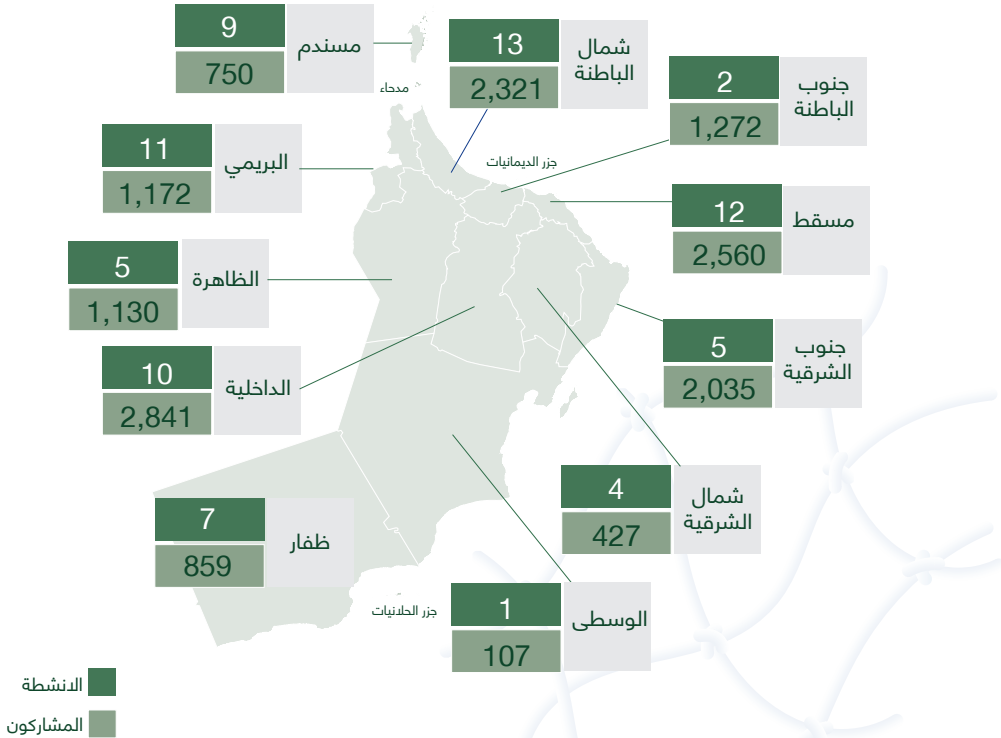 9
750
مسندم
13
2,321
شمال
الباطنة
2
1,272
جنوب
الباطنة
مدحاء
11
1,172
البريمي
جزر الديمانيات
12
2,560
مسقط
5
1,130
الظاهرة
5
2,035
جنوب
الشرقية
10
2,841
الداخلية
4
427
شمال
الشرقية
7
859
ظفار
جزر الحلانيات
1
107
الوسطى
الانشطة
المشاركون